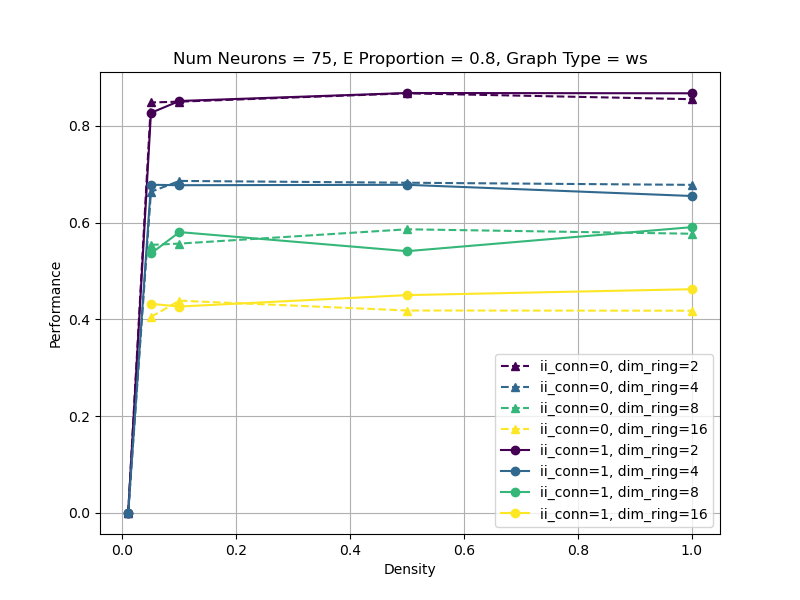 Num Neurons = 75, E Proportion = 0.8, Graph Type = ws
Performance
0.8
0.6
0.4
0.2
0.0
ii_conn=0, dim_ring=2
ii_conn=0, dim_ring=4
ii_conn=0, dim_ring=8
ii_conn=0, dim_ring=16
ii_conn=1, dim_ring=2
ii_conn=1, dim_ring=4
ii_conn=1, dim_ring=8
ii_conn=1, dim_ring=16
0.0 0.2 0.4 0.6 0.8 1.0
Density